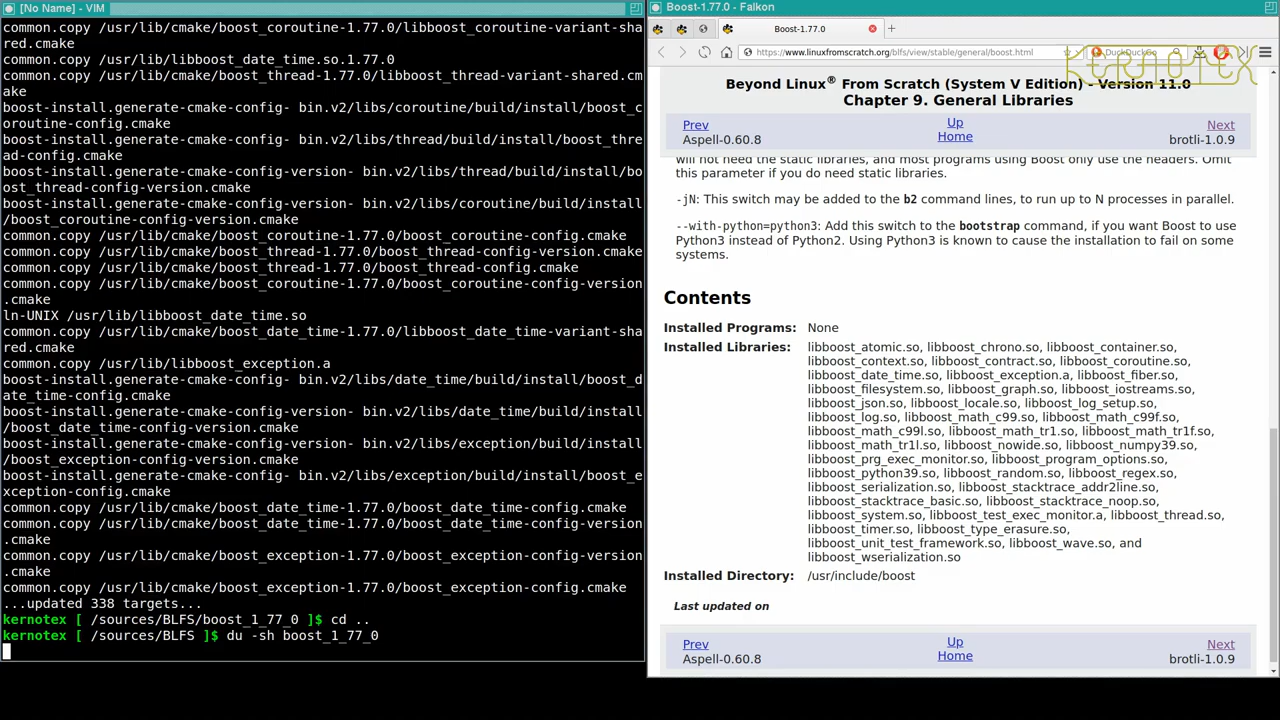 [No Name] - VIM
common.copy /usr/lib/cmake/boost_coroutine-1.77.0/libboost_coroutine-variant-sha
red.cmake
common.copy /usr/lib/libboost_date_time.so.1.77.0
common.copy /usr/lib/cmake/boost_thread-1.77.0/libboost_thread-variant-shared.cm
ake
boost-install.generate-cmake-config- bin.v2/libs/coroutine/build/install/boost_c
oroutine-config.cmake
boost-install.generate-cmake-config- bin.v2/libs/thread/build/install/boost_thre
ad-config.cmake
boost-install.generate-cmake-config-version- bin.v2/libs/thread/build/install/bo
ost_thread-config-version.cmake
boost-install.generate-cmake-config-version- bin.v2/libs/coroutine/build/install
/boost_coroutine-config-version.cmake
common.copy /usr/lib/cmake/boost_coroutine-1.77.0/boost_coroutine-config.cmake
common.copy /usr/lib/cmake/boost_thread-1.77.0/boost_thread-config-version.cmake
common.copy /usr/lib/cmake/boost_thread-1.77.0/boost_thread-config.cmake
common.copy /usr/lib/cmake/boost_coroutine-1.77.0/boost_coroutine-config-version
.cmake
ln-UNIX /usr/lib/libboost_date_time.so
common.copy /usr/lib/cmake/boost_date_time-1.77.0/libboost_date_time-variant-sha
red.cmake
common.copy /usr/lib/libboost_exception.a
boost-install.generate-cmake-config- bin.v2/libs/date_time/build/install/boost_d
ate_time-config.cmake
boost-install.generate-cmake-config-version- bin.v2/libs/date_time/build/install
/boost_date_time-config-version.cmake
boost-install.generate-cmake-config-version- bin.v2/libs/exception/build/install
/boost_exception-config-version.cmake
boost-install.generate-cmake-config- bin.v2/libs/exception/build/install/boost_e
xception-config.cmake
common.copy /usr/lib/cmake/boost_date_time-1.77.0/boost_date_time-config.cmake
common.copy /usr/lib/cmake/boost_date_time-1.77.0/boost_date_time-config-version
.cmake
common.copy /usr/lib/cmake/boost_exception-1.77.0/boost_exception-config-version
.cmake
common.copy /usr/lib/cmake/boost_exception-1.77.0/boost_exception-config.cmake
...updated 338 targets...
kernotex [ /sources/BLFS/boost_1_77_0 ]$ cd ..
kernotex [ /sources/BLFS ]$ du -sh boost_1_77_0
Boost-1.77.0 - Falkon
Boost-1.77.0
https://www.linuxfromscratch.org/blfs/view/stable/general/boost.html
DuckDuckGo
KERNOTEX
Beyond Linux® From Scratch (System V Edition) - Version 11.0
Chapter 9. General Libraries
Prev Up Next
Aspell-0.60.8 Home brotli-1.0.9
will not need the static libraries, and most programs using Boost only use the headers. Omit
this parameter if you do need static libraries.
-jN: This switch may be added to the b2 command lines, to run up to N processes in parallel.
--with-python=python3: Add this switch to the bootstrap command, if you want Boost to use
Python3 instead of Python2. Using Python3 is known to cause the installation to fail on some
systems.
Contents
Installed Programs: None
Installed Libraries: libboost_atomic.so, libboost_chrono.so, libboost_container.so,
libboost_context.so, libboost_contract.so, libboost_coroutine.so,
libboost_date_time.so, libboost_exception.a, libboost_fiber.so,
libboost_filesystem.so, libboost_graph.so, libboost_iostreams.so,
libboost_json.so, libboost_locale.so, libboost_log_setup.so,
libboost_log.so, libboost_math_c99.so, libboost_math_c99f.so,
libboost_math_c99l.so, libboost_math_tr1.so, libboost_math_tr1f.so,
libboost_math_tr1l.so, libboost_nowide.so, libboost_numpy39.so,
libboost_prg_exec_monitor.so, libboost_program_options.so,
libboost_python39.so, libboost_random.so, libboost_regex.so,
libboost_serialization.so, libboost_stacktrace_addr2line.so,
libboost_stacktrace_basic.so, libboost_stacktrace_noop.so,
libboost_system.so, libboost_test_exec_monitor.a, libboost_thread.so,
libboost_timer.so, libboost_type_erasure.so,
libboost_unit_test_framework.so, libboost_wave.so, and
libboost_wserialization.so
Installed Directory: /usr/include/boost
Last updated on
Prev Up Next
Aspell-0.60.8 Home brotli-1.0.9